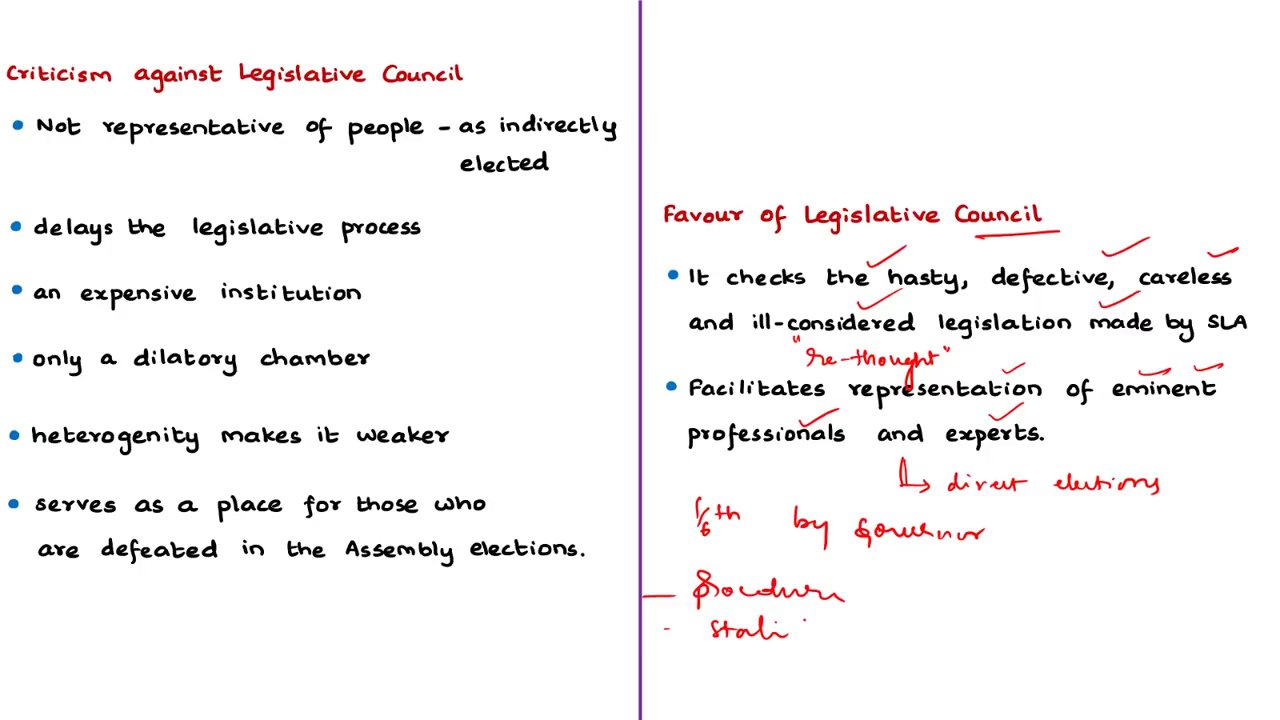 Criticism against Legislative Council
• Not representative of people - as indirectly
elected
• delays the legislative process
• an expensive institution
• only a dilatory chamber
• heterogenity makes it weaker
• serves as a place for those who
are defeated in the Assembly elections.
Favour of Legislative Council
• It checks the hasty, defective, careless
and ill-considered legislation made by SLA
"re-thought"
• Facilitates representation of eminent
professionals and experts.
↳ direct elections
1/6th by Governor
- 
- Stabi